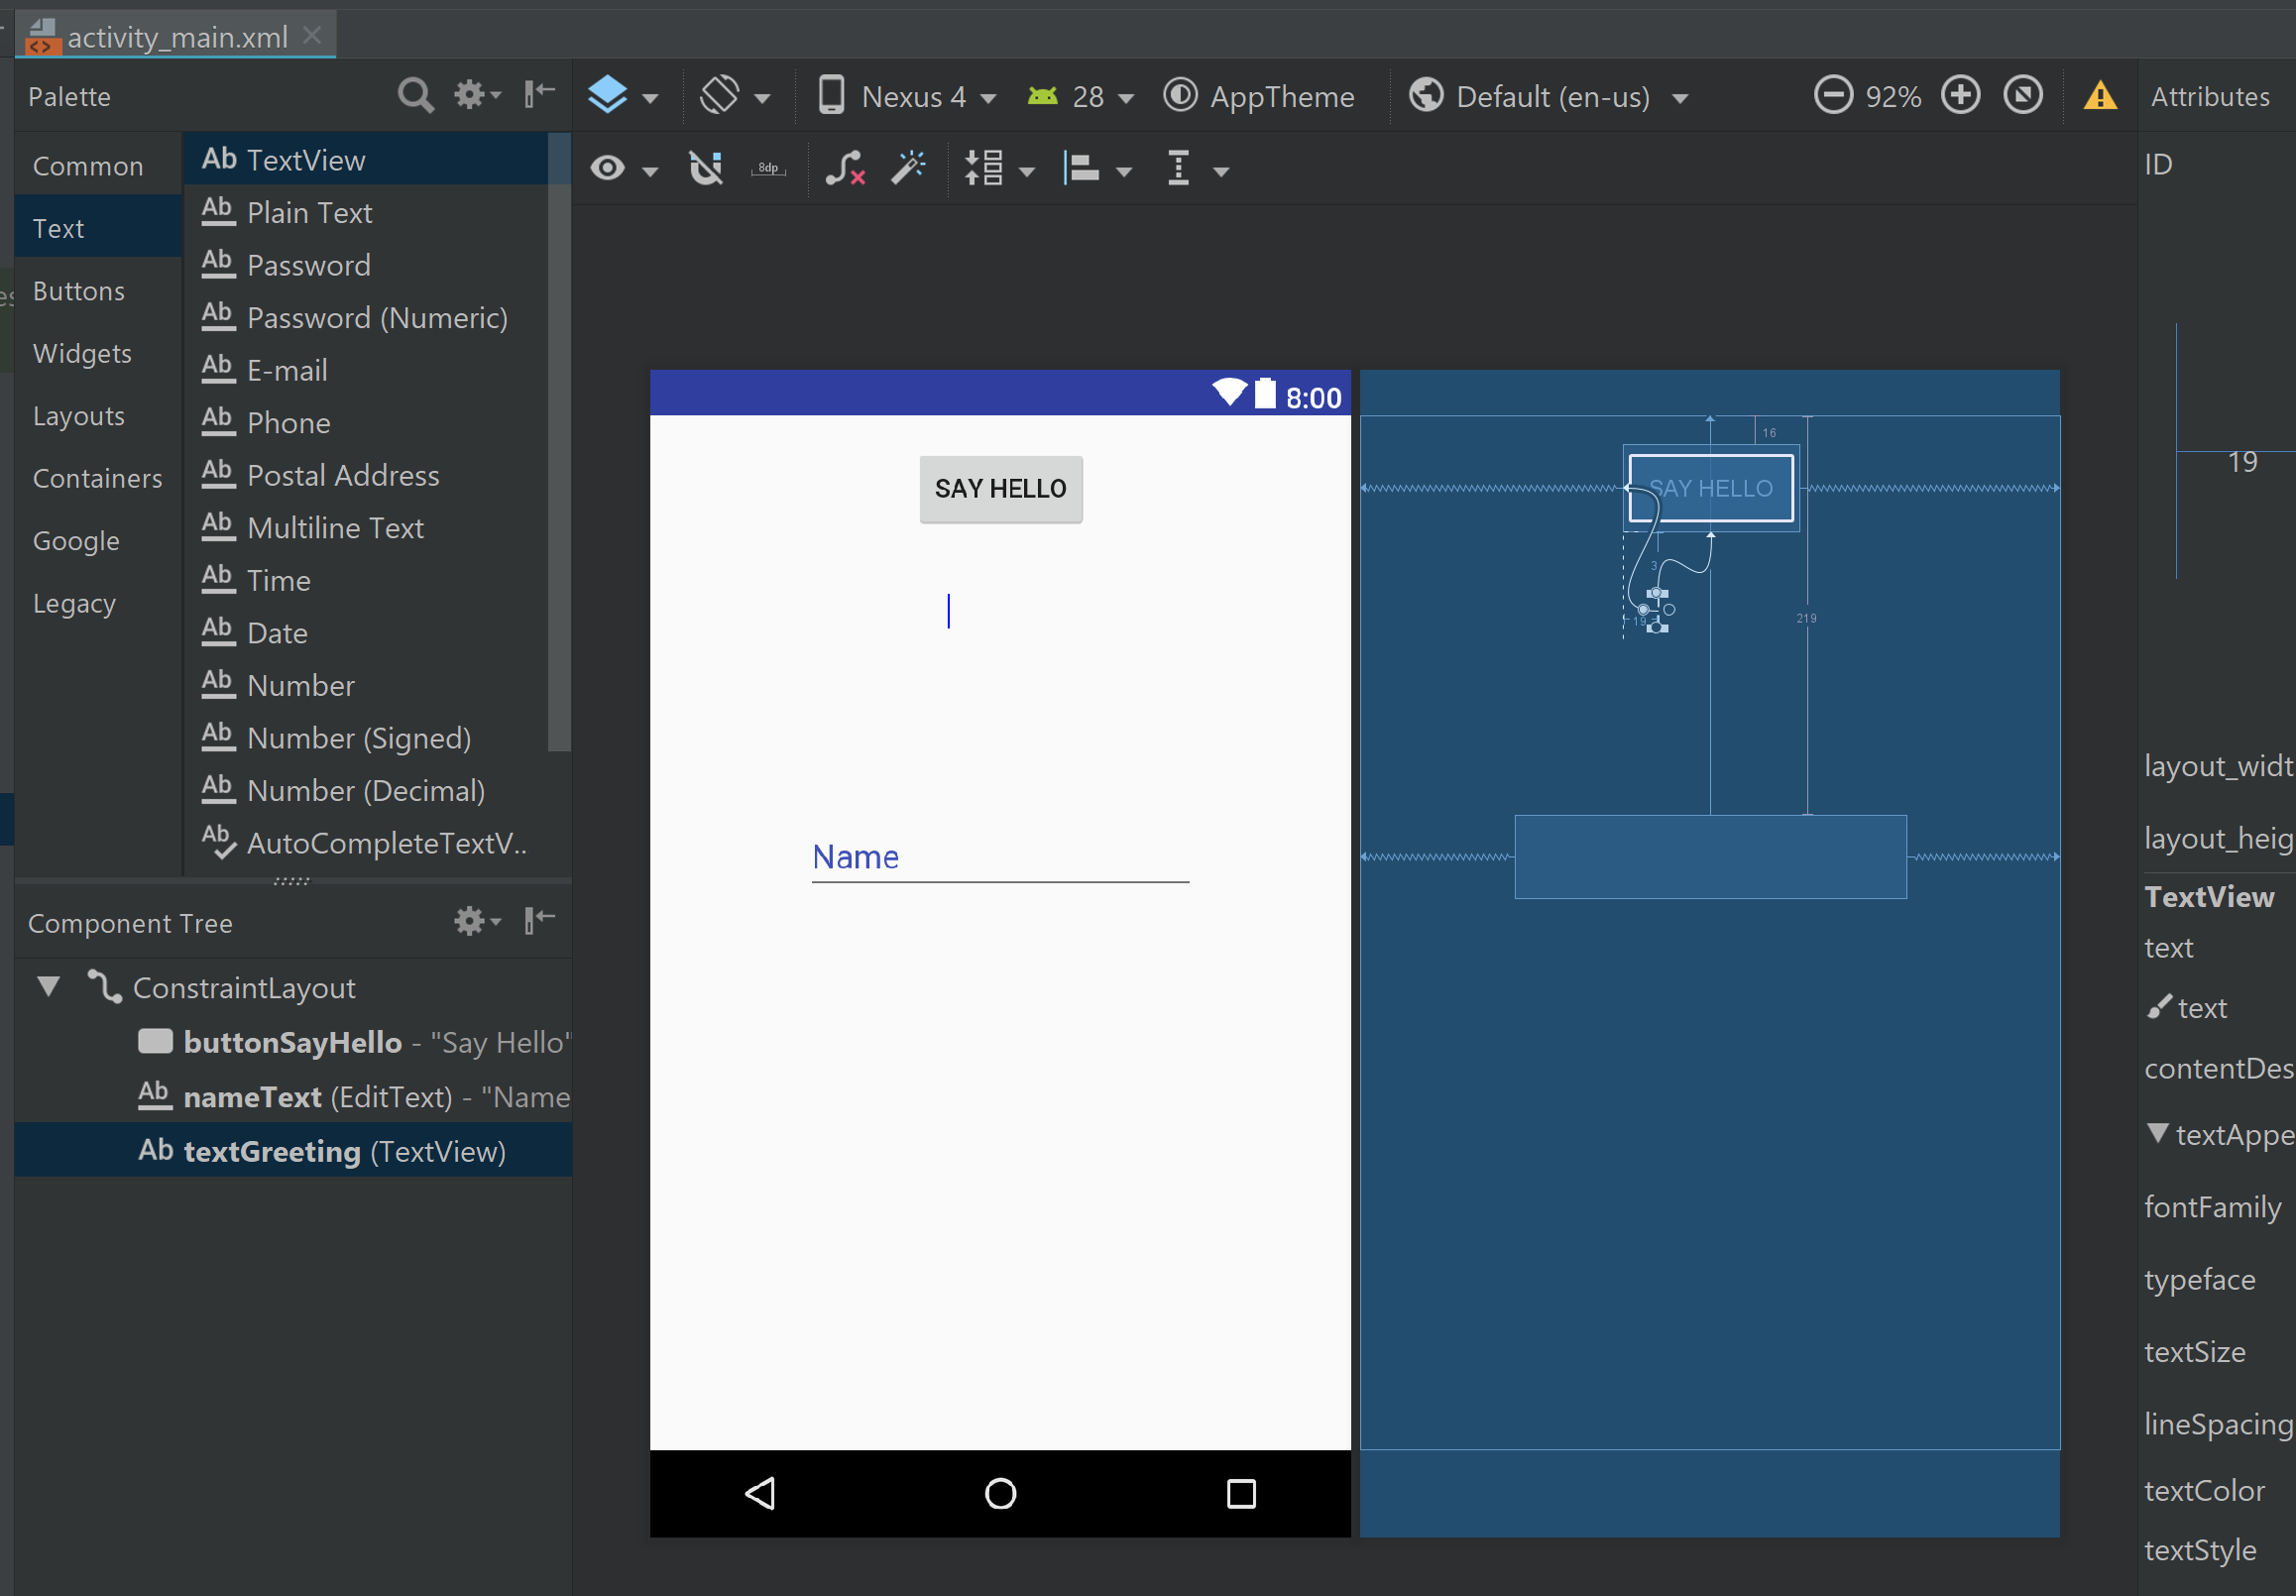 activity_main.xml
Palette
Nexus 4
28
AppTheme
Default (en-us)
92%
Attributes
Common
Text
Buttons
Widgets
Layouts
Containers
Google
Legacy
Ab TextView
Ab Plain Text
Ab Password
Ab Password (Numeric)
Ab E-mail
Ab Phone
Ab Postal Address
Ab Multiline Text
Ab Time
Ab Date
Ab Number
Ab Number (Signed)
Ab Number (Decimal)
Ab AutoCompleteTextV..
8dp
8:00
SAY HELLO
Name
16
SAY HELLO
3
19
219
Component Tree
ConstraintLayout
buttonSayHello - "Say Hello"
Ab nameText (EditText) - "Name
Ab textGreeting (TextView)
ID
19
layout_widt
layout_heig
TextView
text
text
contentDes
textAppe
fontFamily
typeface
textSize
lineSpacing
textColor
textStyle